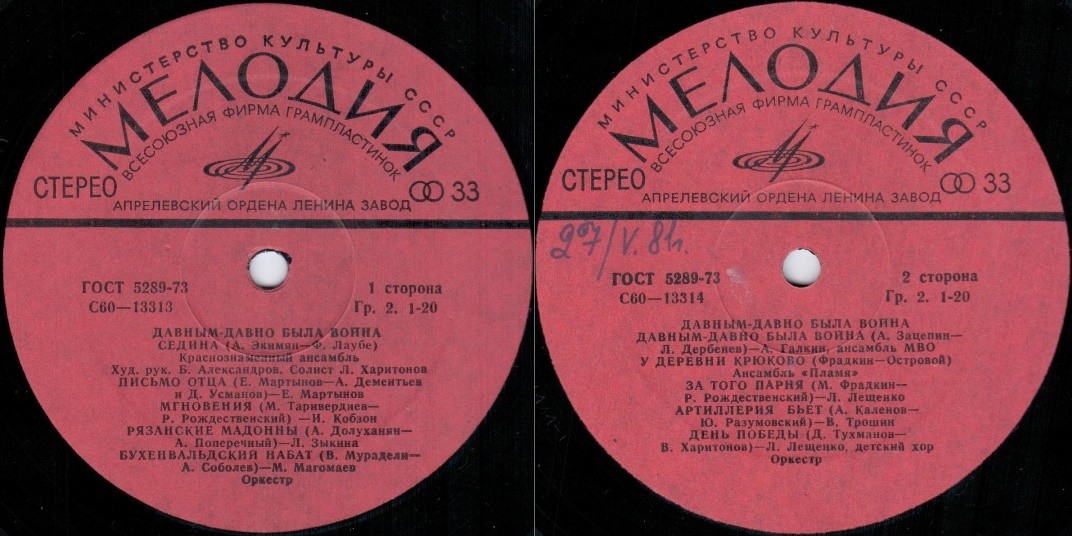 МИНИСТЕРСТВО КУЛЬТУРЫ СССР
МЕЛОДИЯ
ВСЕСОЮЗНАЯ ФИРМА ГРАМПЛАСТИНОК
СТЕРЕО
33
АПРЕЛЕВСКИЙ ОРДЕНА ЛЕНИНА ЗАВОД
ГОСТ 5289-73
1 сторона
С60—13313
Гр. 2. 1-20
ДАВНЫМ-ДАВНО БЫЛА ВОЙНА
СЕДИНА (А. Экимян—Ф. Лаубе)
Краснознаменный ансамбль
Худ. рук. Б. Александров. Солист Л. Харитонов
ПИСЬМО ОТЦА (Е. Мартынов—А. Дементьев
и Д. Усманов)—Е. Мартынов
МГНОВЕНИЯ (М. Таривердиев—
Р. Рождественский) —И. Кобзон
РЯЗАНСКИЕ МАДОННЫ (А. Долуханян—
А. Поперечный)—Л. Зыкина
БУХЕНВАЛЬДСКИЙ НАБАТ (В. Мурадели—
А. Соболев)—М. Магомаев
Оркестр
МИНИСТЕРСТВО КУЛЬТУРЫ СССР
МЕЛОДИЯ
ВСЕСОЮЗНАЯ ФИРМА ГРАМПЛАСТИНОК
СТЕРЕО
33
АПРЕЛЕВСКИЙ ОРДЕНА ЛЕНИНА ЗАВОД
27/V.81г.
ГОСТ 5289-73
2 сторона
С60—13314
Гр. 2. 1-20
ДАВНЫМ-ДАВНО БЫЛА ВОЙНА
ДАВНЫМ-ДАВНО БЫЛА ВОЙНА (А. Зацепин—
Л. Дербенев)—А. Галкин, ансамбль МВО
У ДЕРЕВНИ КРЮКОВО (Фрадкин—Островой)
Ансамбль «Пламя»
ЗА ТОГО ПАРНЯ (М. Фрадкин—
Р. Рождественский)—Л. Лещенко
АРТИЛЛЕРИЯ БЬЕТ (А. Каленов—
Ю. Разумовский)—В. Трошин
ДЕНЬ ПОБЕДЫ (Д. Тухманов—
В. Харитонов)—Л. Лещенко, детский хор
Оркестр